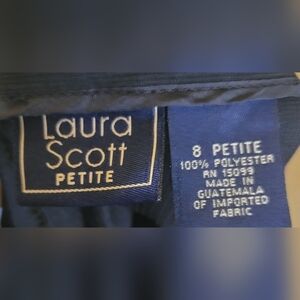 Laura
Scott
PETITE
8 PETITE
100% POLYESTER
RN 15099
MADE IN
GUATEMALA
OF IMPORTED
FABRIC